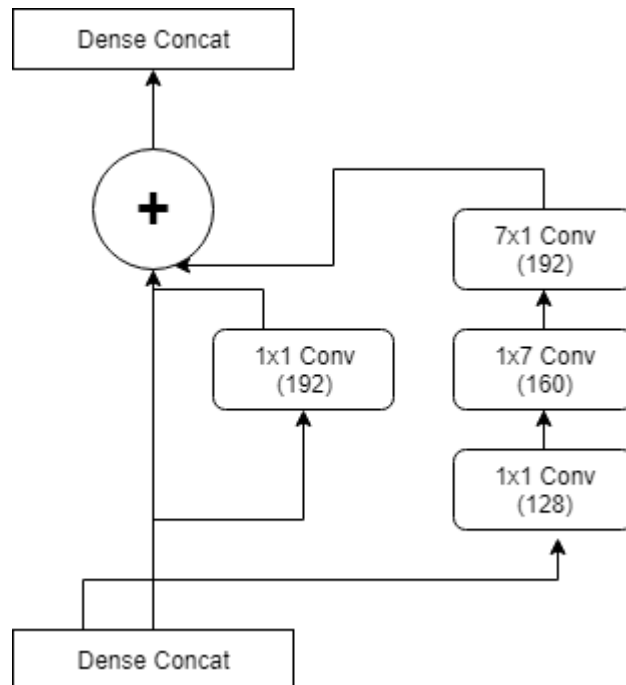 Dense Concat
+
7x1 Conv
(192)
1x1 Conv
(192)
1x7 Conv
(160)
1x1 Conv
(128)
Dense Concat